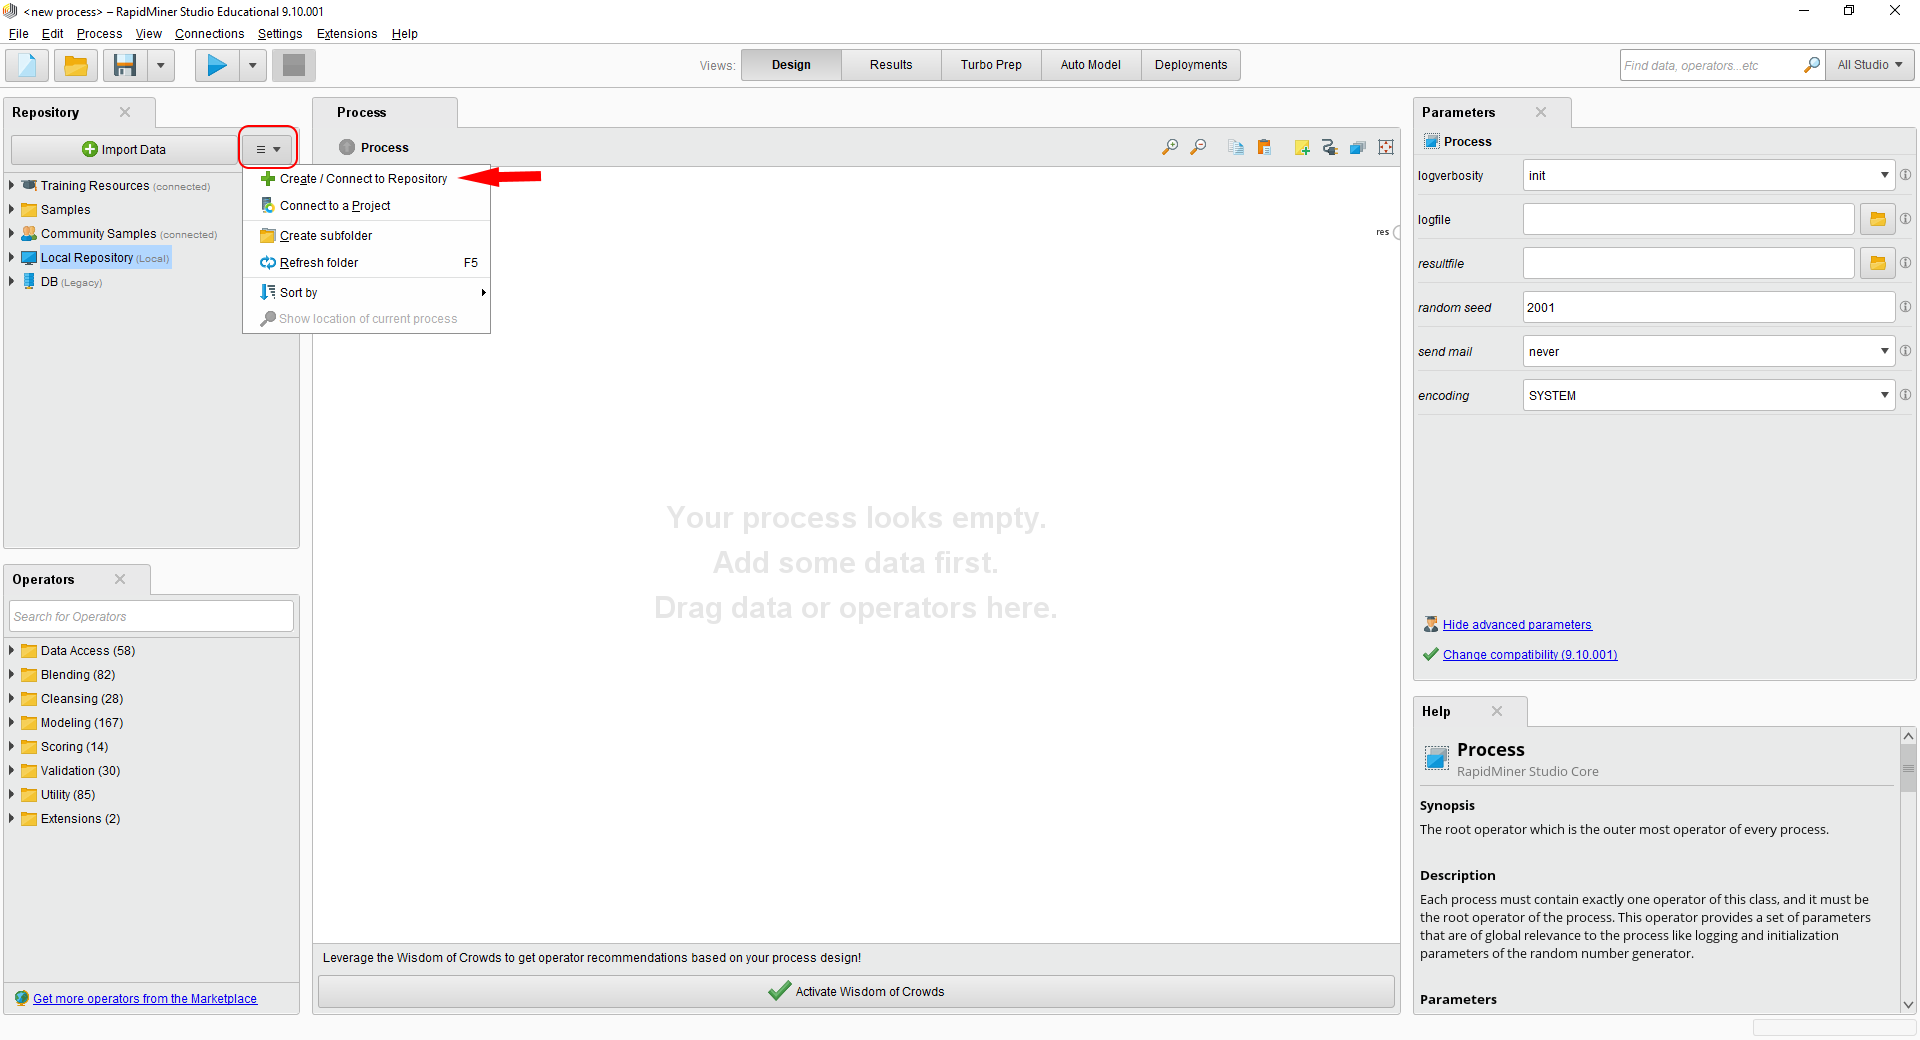 <new process> – RapidMiner Studio Educational 9.10.001
File Edit Process View Connections Settings Extensions Help
Views: Design Results Turbo Prep Auto Model Deployments
Find data, operators...etc All Studio
Repository
Import Data
Training Resources (connected)
Samples
Community Samples (connected)
Local Repository (Local)
DB (Legacy)
Create / Connect to Repository
Connect to a Project
Create subfolder
Refresh folder F5
Sort by
Show location of current process
Operators
Search for Operators
Data Access (58)
Blending (82)
Cleansing (28)
Modeling (167)
Scoring (14)
Validation (30)
Utility (85)
Extensions (2)
Get more operators from the Marketplace
Process
Process
res
Your process looks empty.
Add some data first.
Drag data or operators here.
Leverage the Wisdom of Crowds to get operator recommendations based on your process design!
Activate Wisdom of Crowds
Parameters
Process
logverbosity init
logfile
resultfile
random seed 2001
send mail never
encoding SYSTEM
Hide advanced parameters
Change compatibility (9.10.001)
Help
Process
RapidMiner Studio Core
Synopsis
The root operator which is the outer most operator of every process.
Description
Each process must contain exactly one operator of this class, and it must be
the root operator of the process. This operator provides a set of parameters
that are of global relevance to the process like logging and initialization
parameters of the random number generator.
Parameters